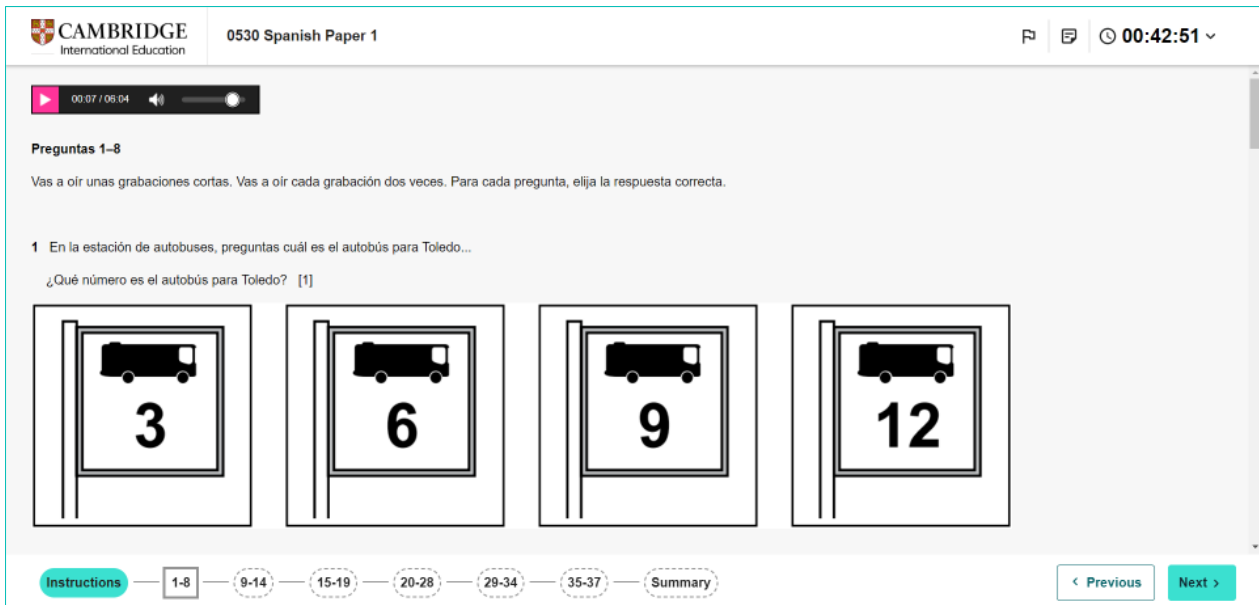 CAMBRIDGE
International Education
0530 Spanish Paper 1
00:42:51
00:07 / 06:04
Preguntas 1–8
Vas a oír unas grabaciones cortas. Vas a oír cada grabación dos veces. Para cada pregunta, elija la respuesta correcta.
1 En la estación de autobuses, preguntas cuál es el autobús para Toledo...
¿Qué número es el autobús para Toledo? [1]
3 6 9 12
Instructions 1-8 9-14 15-19 20-28 29-34 35-37 Summary < Previous Next >